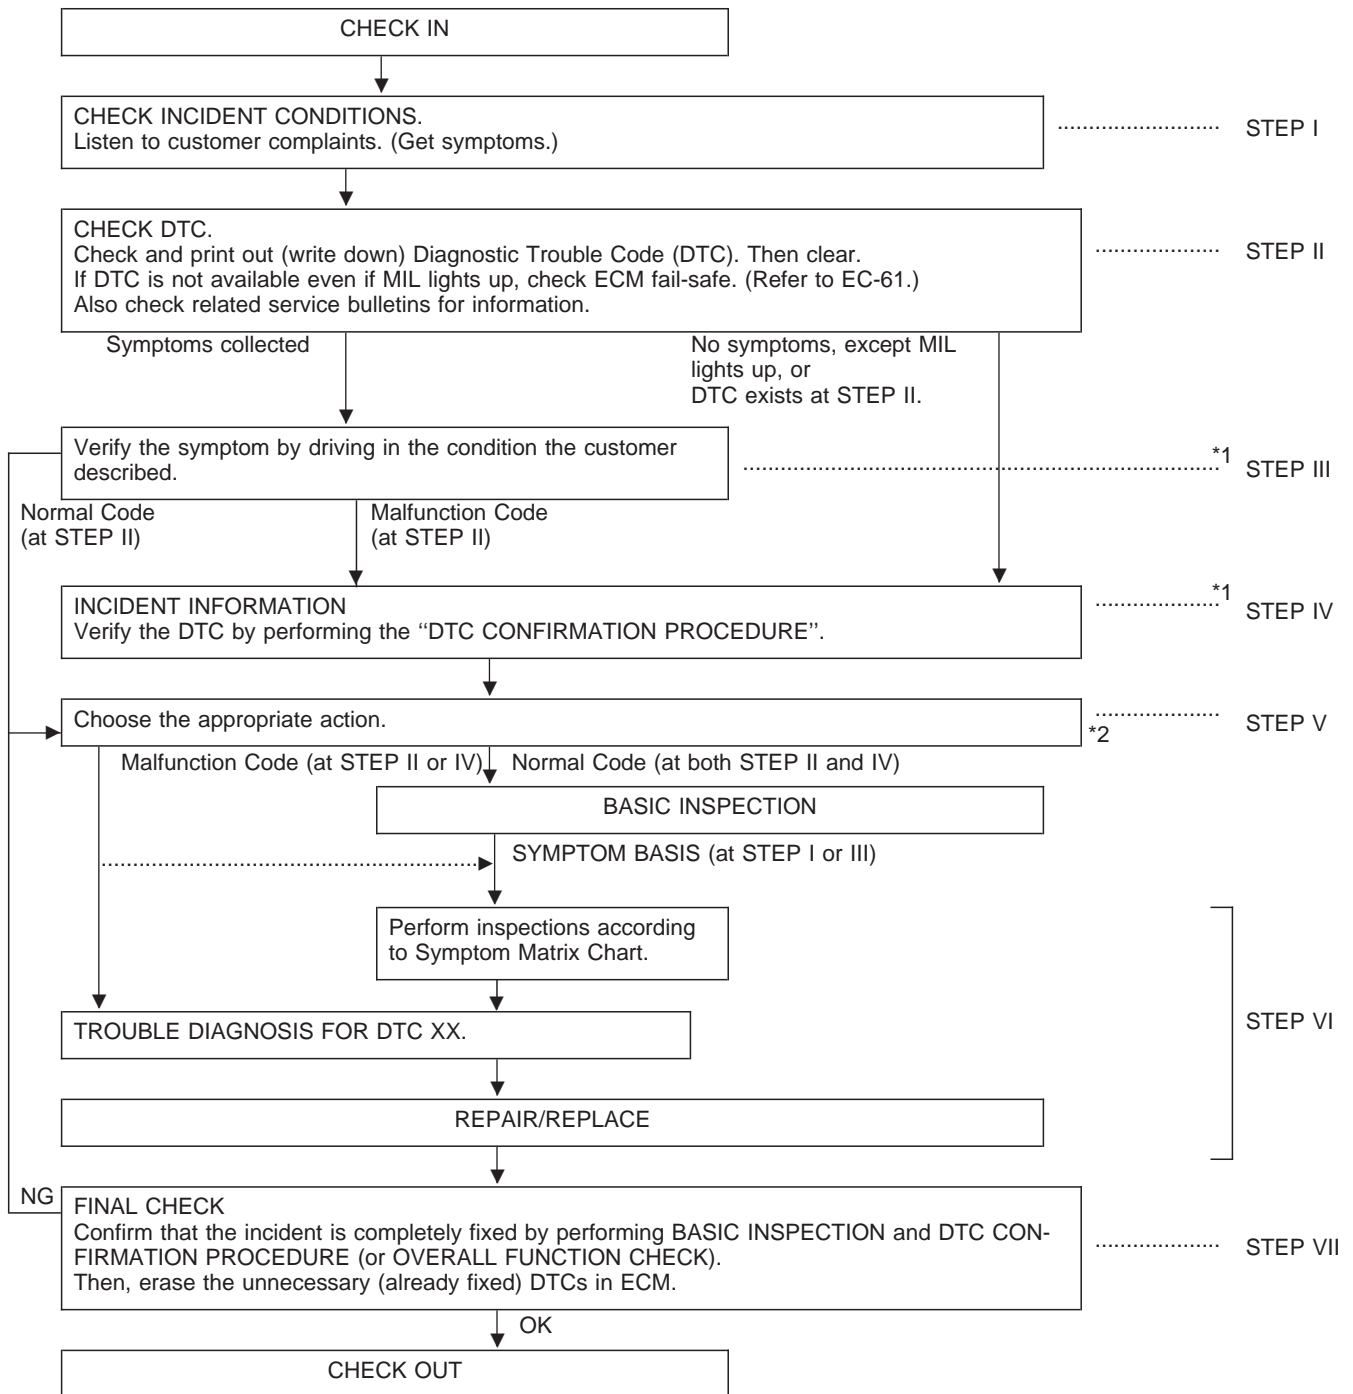 CHECK IN
CHECK INCIDENT CONDITIONS.
Listen to customer complaints. (Get symptoms.)
.......................... STEP I
CHECK DTC.
Check and print out (write down) Diagnostic Trouble Code (DTC). Then clear.
If DTC is not available even if MIL lights up, check ECM fail-safe. (Refer to EC-61.)
Also check related service bulletins for information.
.................... STEP II
Symptoms collected
No symptoms, except MIL
lights up, or
DTC exists at STEP II.
Verify the symptom by driving in the condition the customer
described.
*1 STEP III
Normal Code
(at STEP II)
Malfunction Code
(at STEP II)
INCIDENT INFORMATION
Verify the DTC by performing the ‘‘DTC CONFIRMATION PROCEDURE’’.
*1 STEP IV
Choose the appropriate action.
*2 STEP V
Malfunction Code (at STEP II or IV)
Normal Code (at both STEP II and IV)
BASIC INSPECTION
SYMPTOM BASIS (at STEP I or III)
Perform inspections according
to Symptom Matrix Chart.
TROUBLE DIAGNOSIS FOR DTC XX.
STEP VI
REPAIR/REPLACE
NG
FINAL CHECK
Confirm that the incident is completely fixed by performing BASIC INSPECTION and DTC CON-
FIRMATION PROCEDURE (or OVERALL FUNCTION CHECK).
Then, erase the unnecessary (already fixed) DTCs in ECM.
.................... STEP VII
OK
CHECK OUT